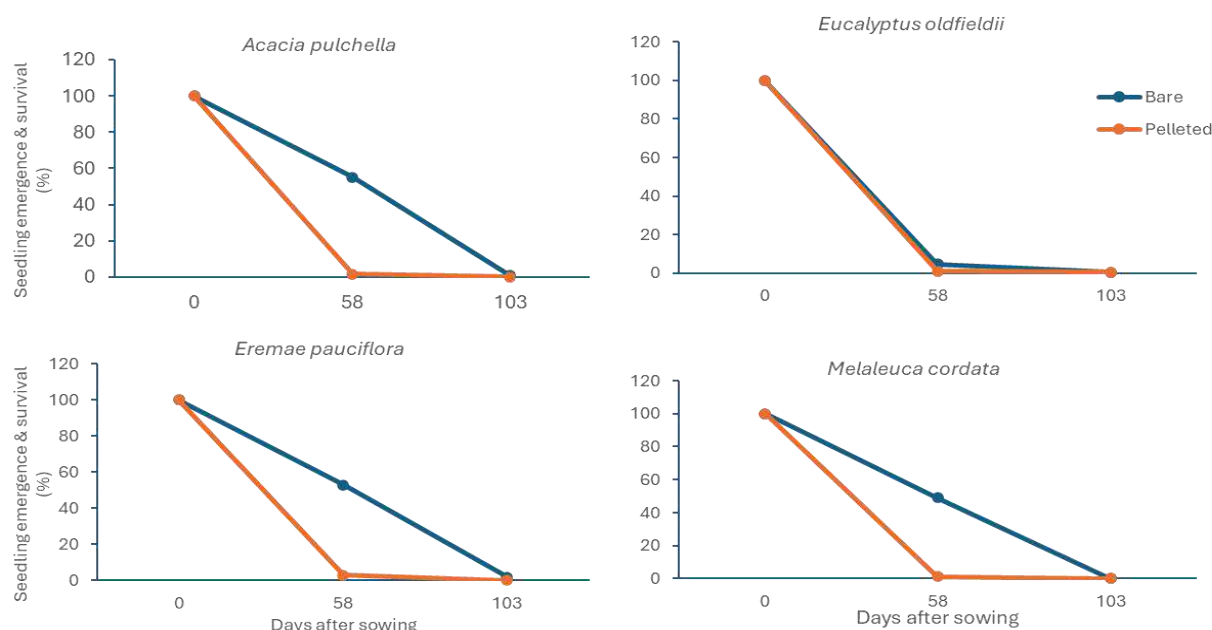 Acacia pulchella
Seedling emergence & survival
(%)
120
100
80
60
40
20
0
0 58 103
Eucalyptus oldfieldii
120
100
80
60
40
20
0
0 58 103
Bare
Pelleted
Eremae pauciflora
Seedling emergence & survival
(%)
120
100
80
60
40
20
0
0 58 103
Days after sowing
Melaleuca cordata
120
100
80
60
40
20
0
0 58 103
Days after sowing